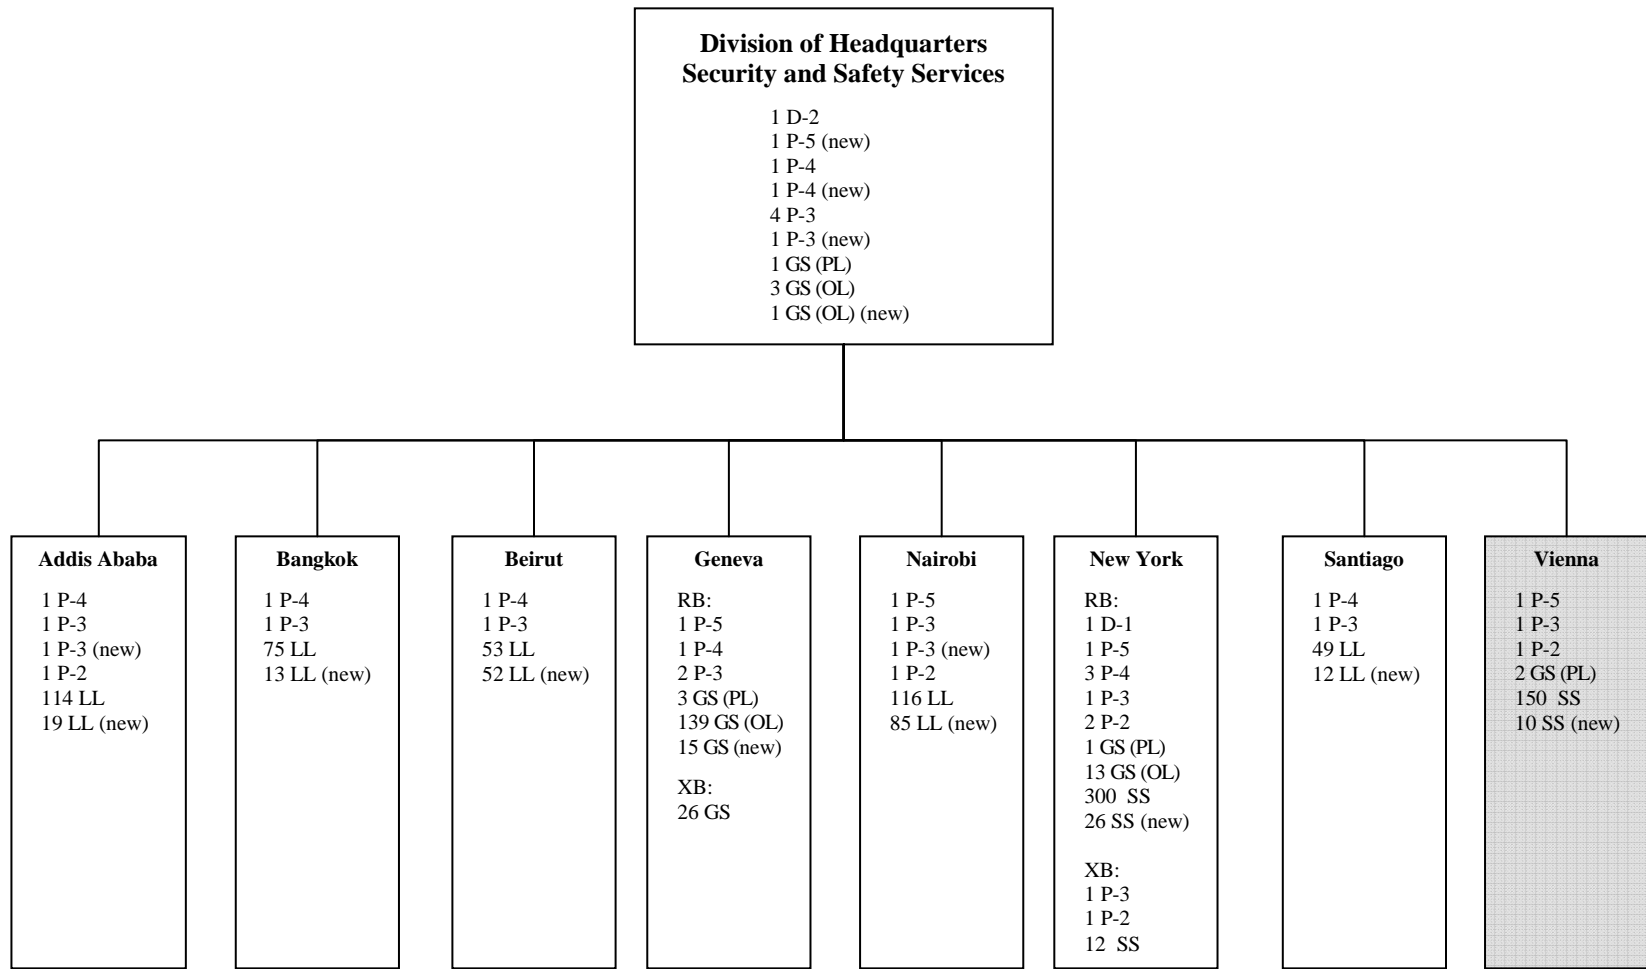 Division of Headquarters
Security and Safety Services
1 D-2
1 P-5 (new)
1 P-4
1 P-4 (new)
4 P-3
1 P-3 (new)
1 GS (PL)
3 GS (OL)
1 GS (OL) (new)
Addis Ababa
1 P-4
1 P-3
1 P-3 (new)
1 P-2
114 LL
19 LL (new)
Bangkok
1 P-4
1 P-3
75 LL
13 LL (new)
Beirut
1 P-4
1 P-3
53 LL
52 LL (new)
Geneva
RB:
1 P-5
1 P-4
2 P-3
3 GS (PL)
139 GS (OL)
15 GS (new)
XB:
26 GS
Nairobi
1 P-5
1 P-3
1 P-3 (new)
1 P-2
116 LL
85 LL (new)
New York
RB:
1 D-1
1 P-5
3 P-4
1 P-3
2 P-2
1 GS (PL)
13 GS (OL)
300 SS
26 SS (new)
XB:
1 P-3
1 P-2
12 SS
Santiago
1 P-4
1 P-3
49 LL
12 LL (new)
Vienna
1 P-5
1 P-3
1 P-2
2 GS (PL)
150 SS
10 SS (new)